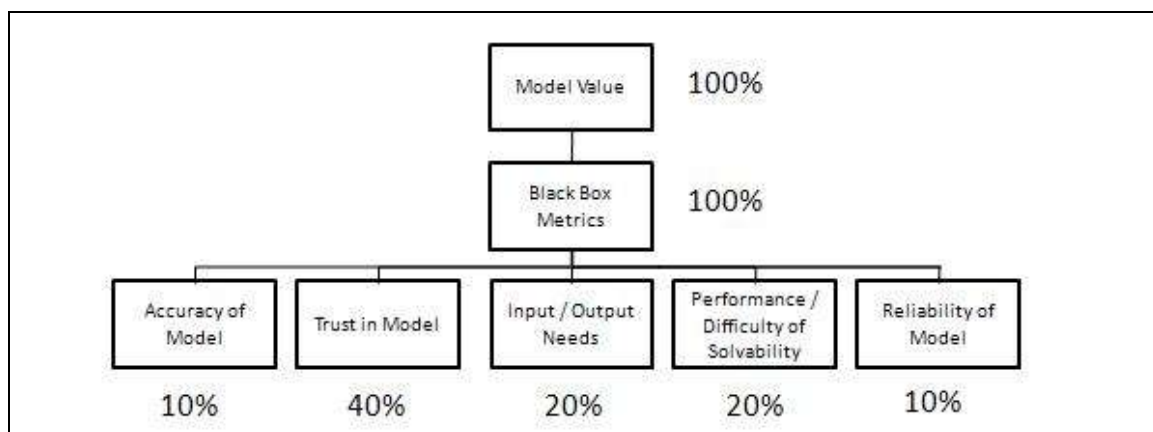 Model Value
100%
Black Box
Metrics
100%
Accuracy of
Model
Trust in Model
Input / Output
Needs
Performance /
Difficulty of
Solvability
Reliability of
Model
10%
40%
20%
20%
10%